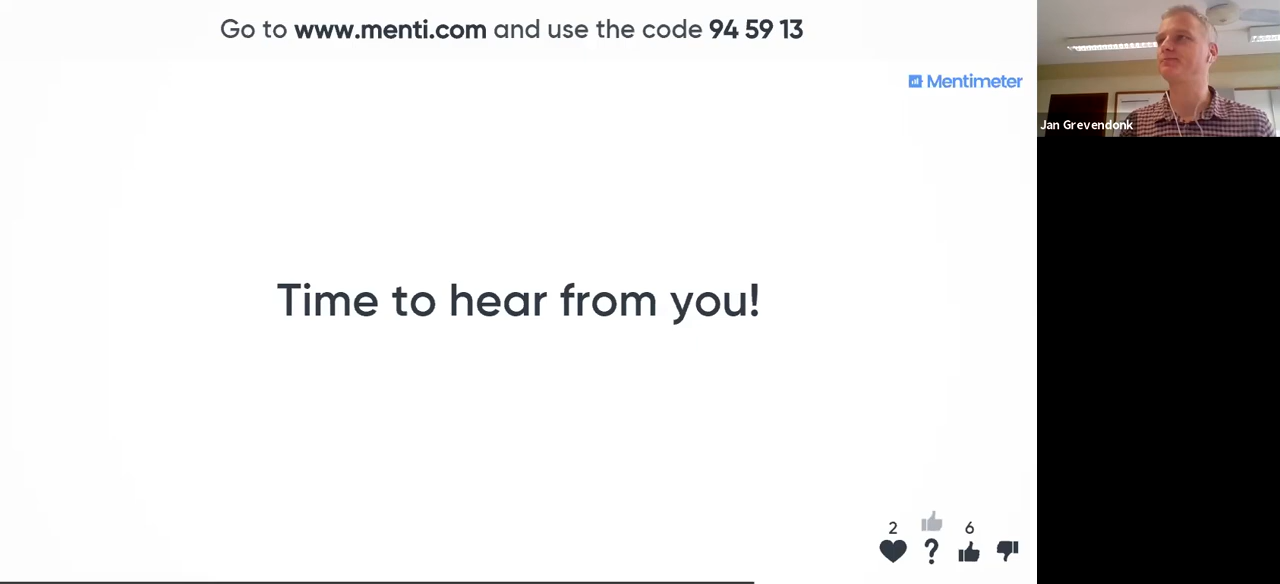 Go to www.menti.com and use the code 94 59 13
Mentimeter
Jan Grevendonk
Time to hear from you!
2
6
?